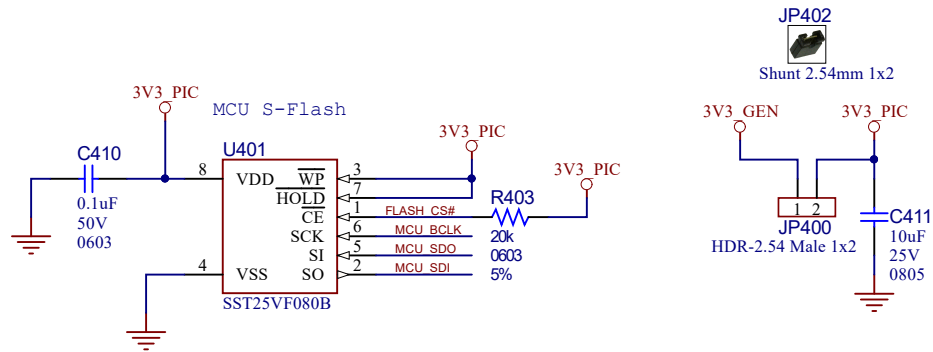 JP402
Shunt 2.54mm 1x2
3V3_PIC
MCU S-Flash
3V3_GEN
3V3_PIC
3V3_PIC
3V3_PIC
C410
0.1uF
50V
0603
U401
8 VDD
4 VSS
WP 3
HOLD 7
CE 1
SCK 6
SI 5
SO 2
SST25VF080B
FLASH_CS#
MCU_BCLK
MCU_SDO
MCU_SDI
R403
20k
0603
5%
1 2
JP400
HDR-2.54 Male 1x2
C411
10uF
25V
0805